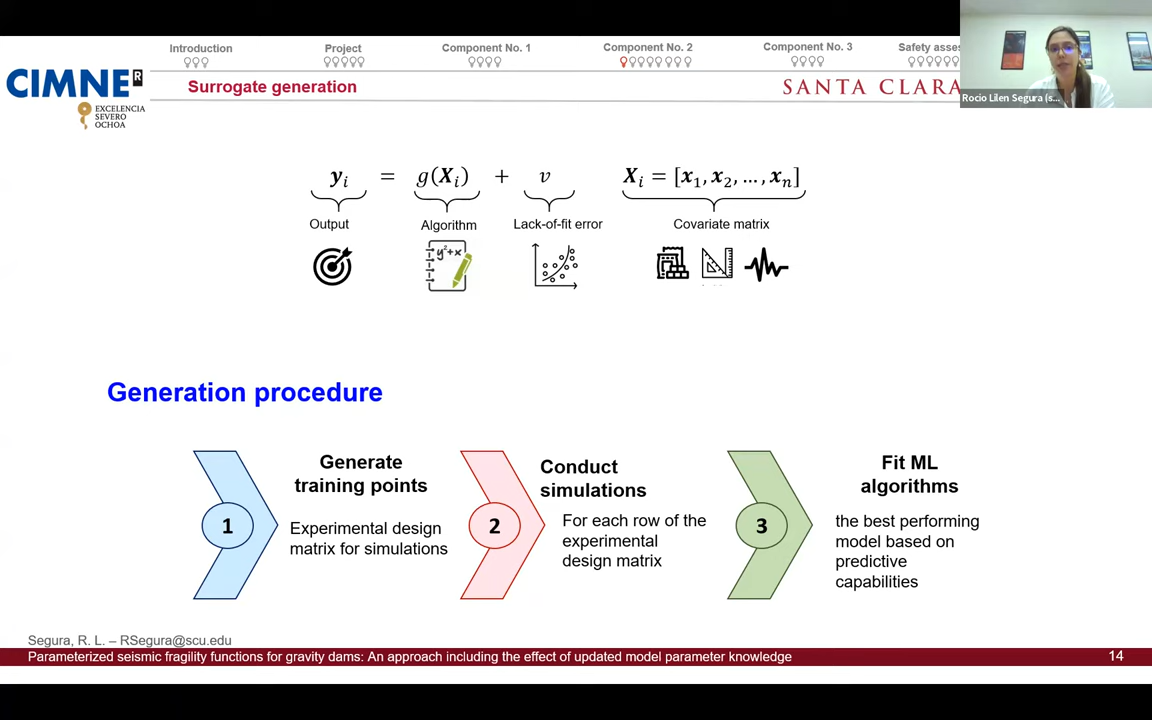 Introduction
Project
Component No. 1
Component No. 2
Component No. 3
Safety asses
CIMNE R
EXCELENCIA
SEVERO
OCHOA
Surrogate generation
SANTA CLARA
Rocio Lilen Segura (s...
yᵢ = g(Xᵢ) + v
Xᵢ = [x₁, x₂, ..., xₙ]
Output
Algorithm
Lack-of-fit error
Covariate matrix
y²+x
Generation procedure
1
Generate
training points
Experimental design
matrix for simulations
2
Conduct
simulations
For each row of the
experimental
design matrix
3
Fit ML
algorithms
the best performing
model based on
predictive
capabilities
Segura, R. L. – RSegura@scu.edu
Parameterized seismic fragility functions for gravity dams: An approach including the effect of updated model parameter knowledge
14